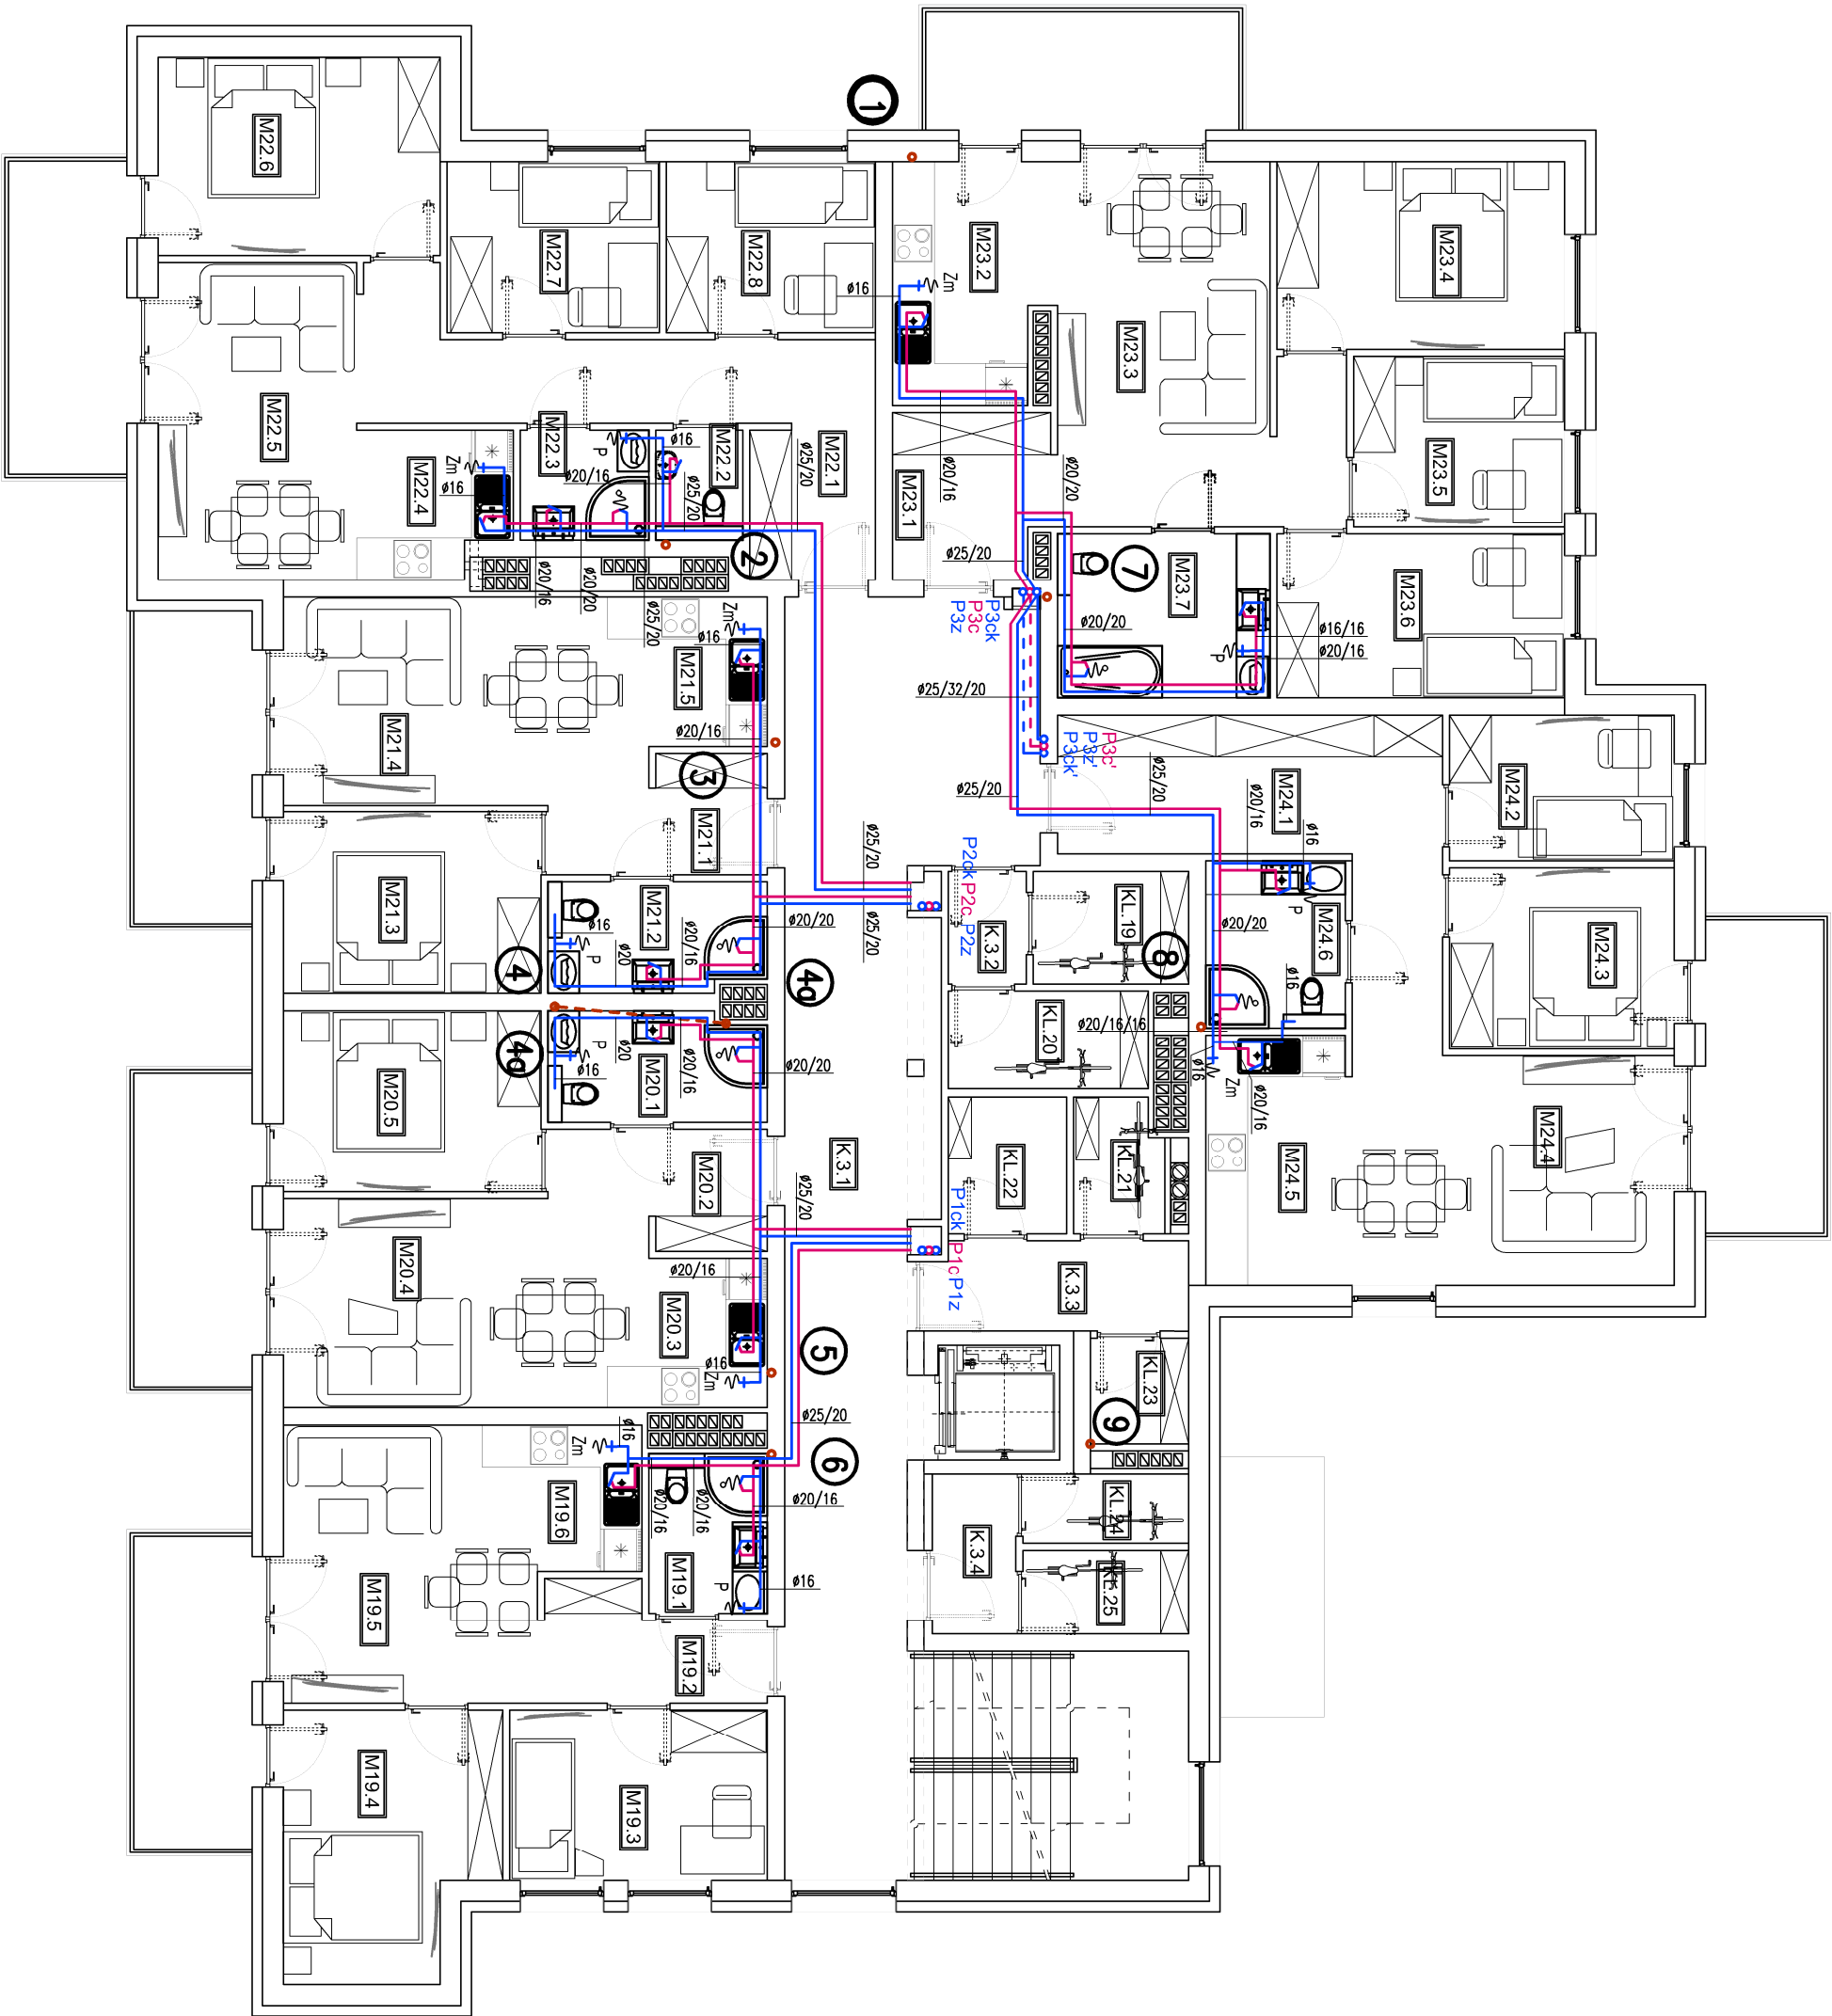 1
M22.6
M22.7
M22.8
M23.2
M23.3
M23.4
M23.5
M23.6
Zm
ø16
M22.5
M22.4
M22.3
M22.2
M22.1
M23.1
P
Zm
ø16
ø16
ø20/16
ø25/20
ø25/20
ø20/16
ø20/20
ø25/20
2
7
M23.7
ø20/16
ø20/20
ø25/20
P3ck
P3c
P3z
ø20/20
ø16/16
ø20/16
P
Zm
ø16
M21.5
M21.4
ø20/16
ø25/32/20
P3c'
P3z'
P3ck'
3
ø25/20
ø25/20
M24.1
M24.2
ø20/16
ø16
M21.1
ø25/20
P2ck
P2c
P2z
M21.3
M21.2
ø16
P
ø20
ø20/16
ø20/20
ø25/20
4
4a
K.3.2
KL.19
8
M24.6
P
ø20/20
ø16
M24.3
KL.20
ø20/16/16
ø16
Zm
ø20/16
4a
M20.5
M20.1
P
ø16
ø20
ø20/16
ø20/20
K.3.1
M20.2
ø25/20
KL.22
KL.21
M24.5
M24.4
P1ck
P1c
P1z
M20.4
M20.3
ø20/16
ø16
Zm
5
K.3.3
KL.23
9
ø25/20
6
Zm
ø16
M19.6
ø20/16
ø20/16
ø20/16
M19.5
M19.1
P
ø16
M19.2
K.3.4
KL.24
KL.25
M19.4
M19.3